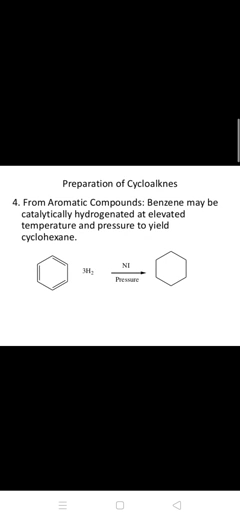 Preparation of Cycloalknes
4. From Aromatic Compounds: Benzene may be
catalytically hydrogenated at elevated
temperature and pressure to yield
cyclohexane.
3H₂
NI
Pressure